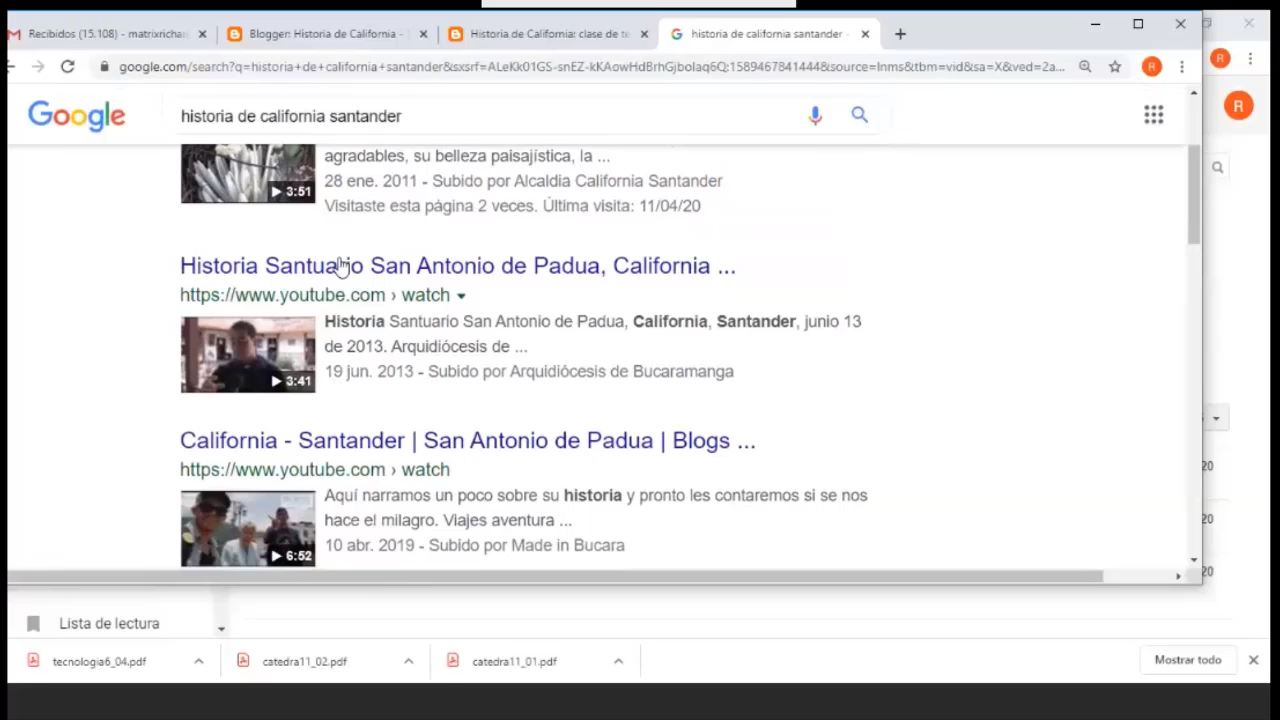 Recibidos (15.108) - matrixrichar
Blogger: Historia de California -
Historia de California: clase de te
historia de california santander -
google.com/search?q=historia+de+california+santander&sxsrf=ALeKk01GS-snEZ-kKAowHdBrhGjbolaq6Q:1589467841444&source=lnms&tbm=vid&sa=X&ved=2a...
R
R
Google
historia de california santander
R
agradables, su belleza paisajística, la ...
3:51
28 ene. 2011 - Subido por Alcaldia California Santander
Visitaste esta página 2 veces. Última visita: 11/04/20
Historia Santuario San Antonio de Padua, California ...
https://www.youtube.com › watch
Historia Santuario San Antonio de Padua, California, Santander, junio 13
de 2013. Arquidiócesis de ...
3:41
19 jun. 2013 - Subido por Arquidiócesis de Bucaramanga
California - Santander | San Antonio de Padua | Blogs ...
https://www.youtube.com › watch
Aquí narramos un poco sobre su historia y pronto les contaremos si se nos
hace el milagro. Viajes aventura ...
6:52
10 abr. 2019 - Subido por Made in Bucara
20
20
20
Lista de lectura
tecnologia6_04.pdf
catedra11_02.pdf
catedra11_01.pdf
Mostrar todo